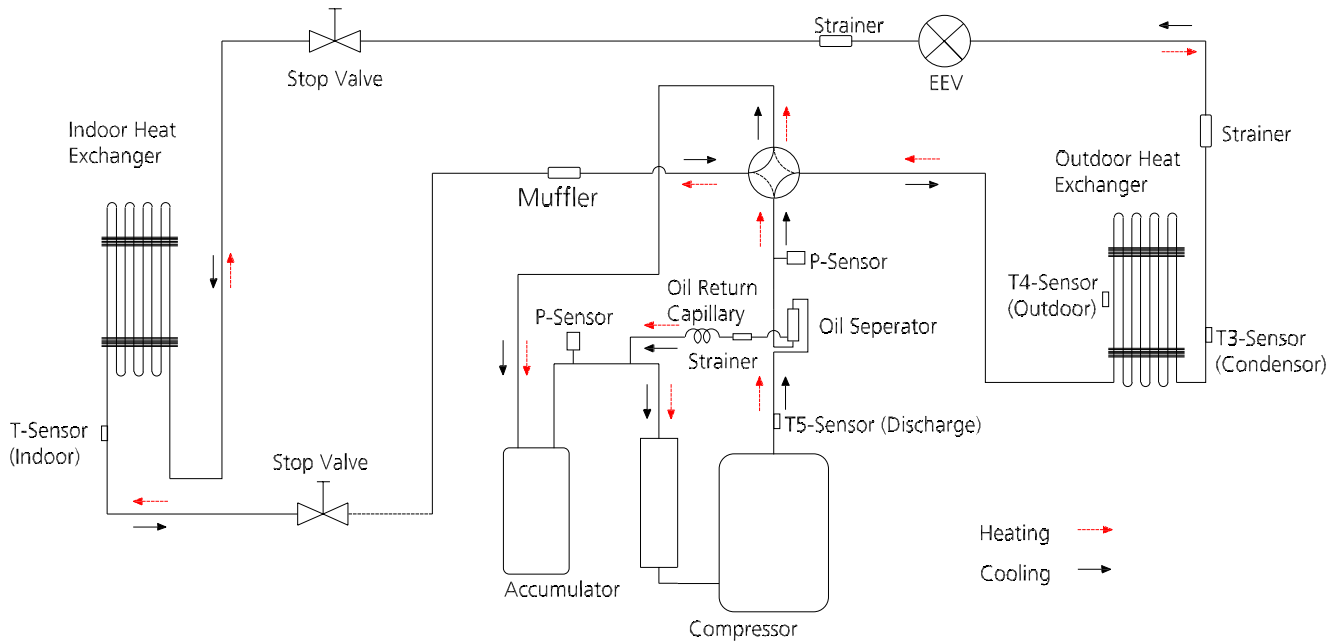 Strainer
Stop Valve
EEV
Indoor Heat
Exchanger
Strainer
Outdoor Heat
Exchanger
Muffler
P-Sensor
T4-Sensor
(Outdoor)
Oil Return
Capillary
P-Sensor
Oil Seperator
Strainer
T3-Sensor
(Condensor)
T5-Sensor (Discharge)
T-Sensor
(Indoor)
Stop Valve
Heating
Cooling
Accumulator
Compressor